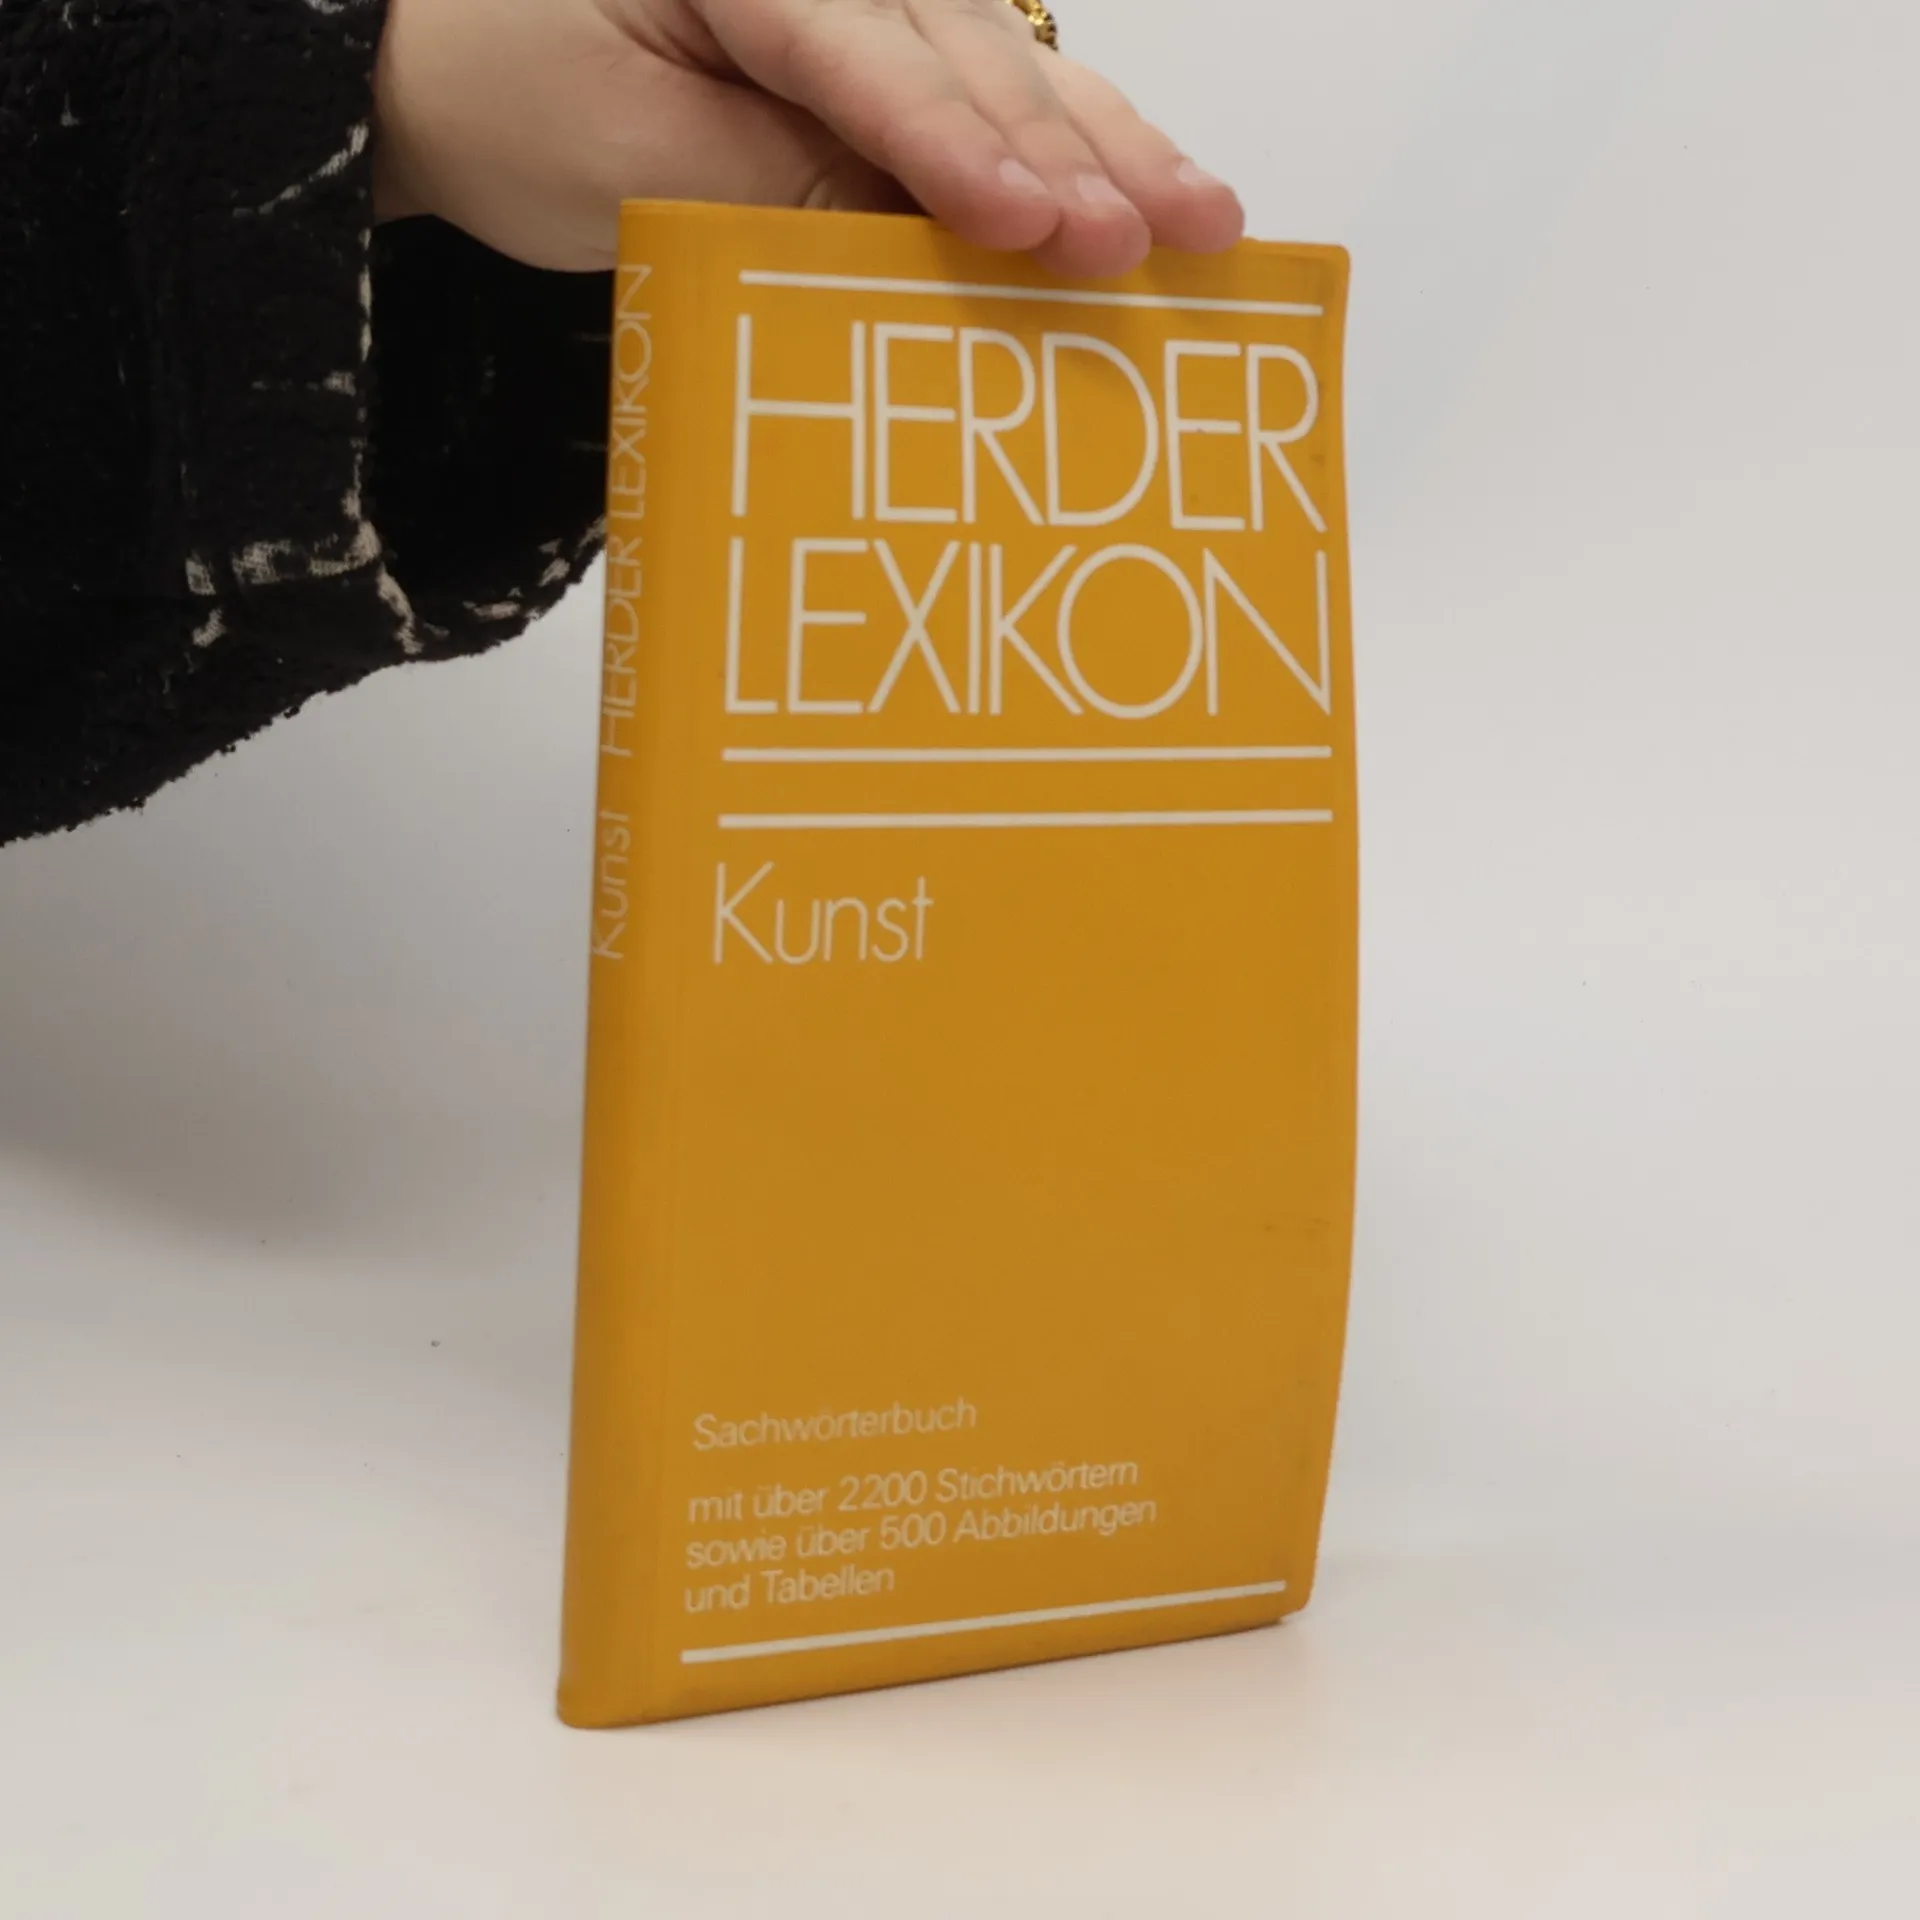 Kunst HERDER LEXIKON
HERDER
LEXIKON
Kunst
Sachwörterbuch
mit über 2200 Stichwörtern
sowie über 500 Abbildungen
und Tabellen